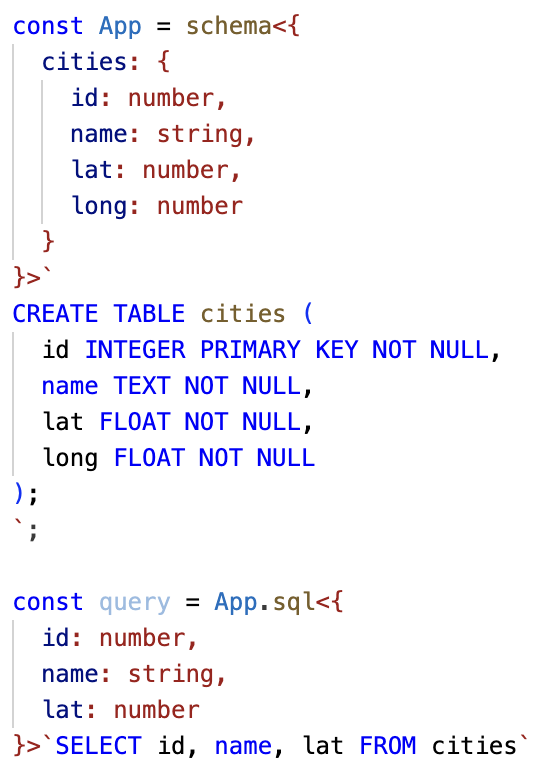 const App = schema<{
  cities: {
    id: number,
    name: string,
    lat: number,
    long: number
  }
}>`
CREATE TABLE cities (
  id INTEGER PRIMARY KEY NOT NULL,
  name TEXT NOT NULL,
  lat FLOAT NOT NULL,
  long FLOAT NOT NULL
);
`;

const query = App.sql<{
  id: number,
  name: string,
  lat: number
}>`SELECT id, name, lat FROM cities`